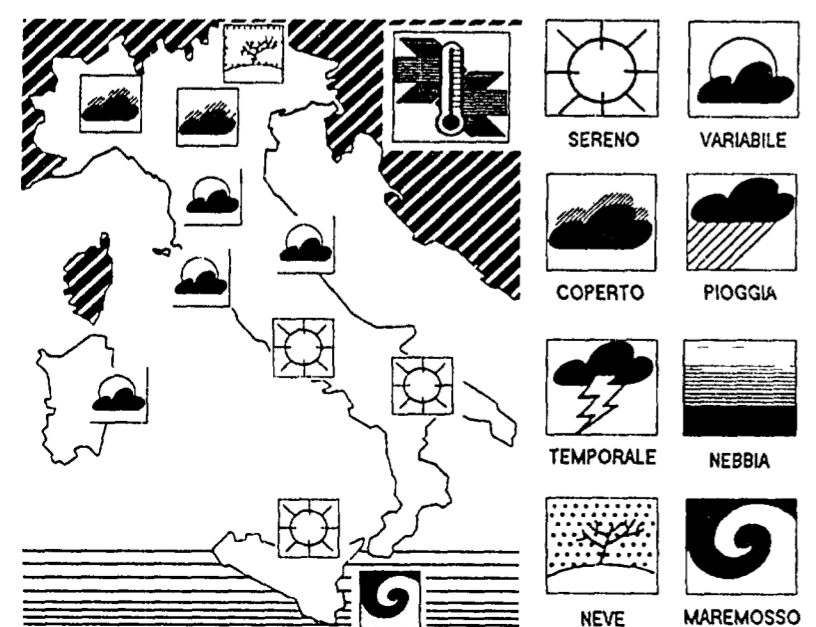 SERENO VARIABILE
COPERTO PIOGGIA
TEMPORALE NEBBIA
NEVE MAREMOSSO